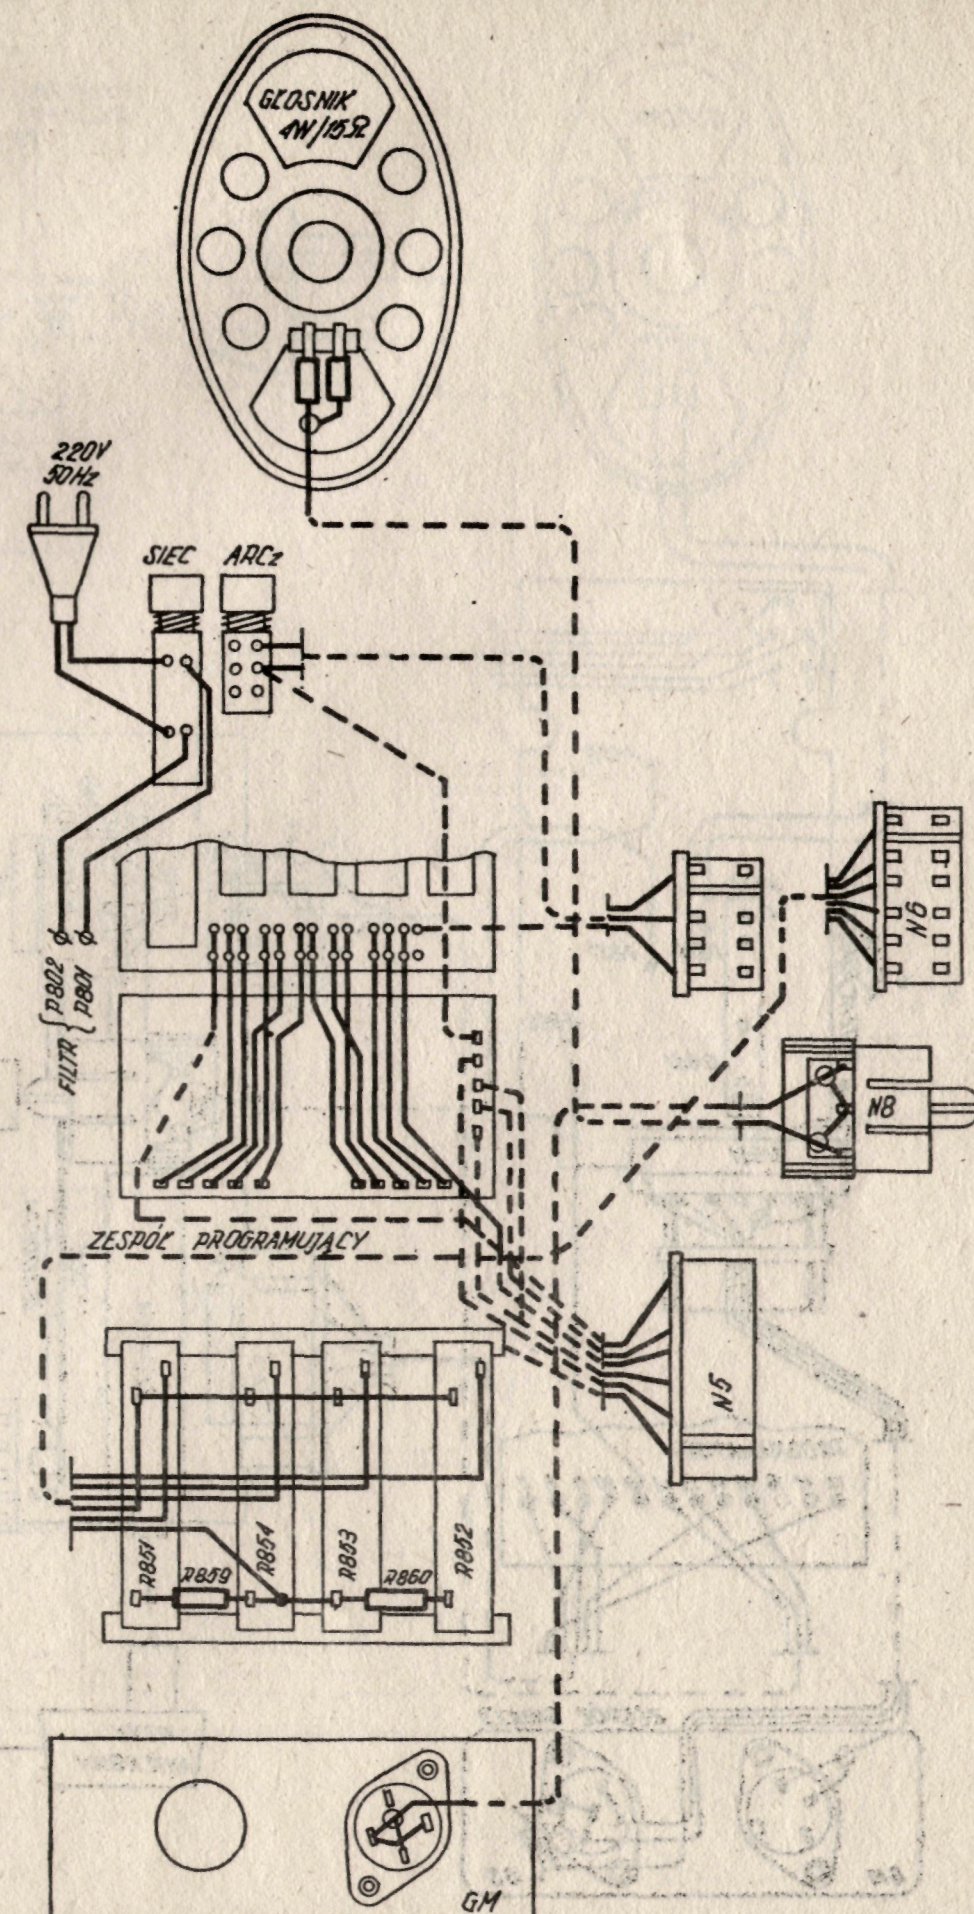 GŁOSNIK
4W/15Ω
220V
50Hz
SIEC
ARCz
FILTR { P802
P801
N6
N8
ZESPÓŁ PROGRAMUJĄCY
N5
R851
R859
R854
R853
R860
R852
GM